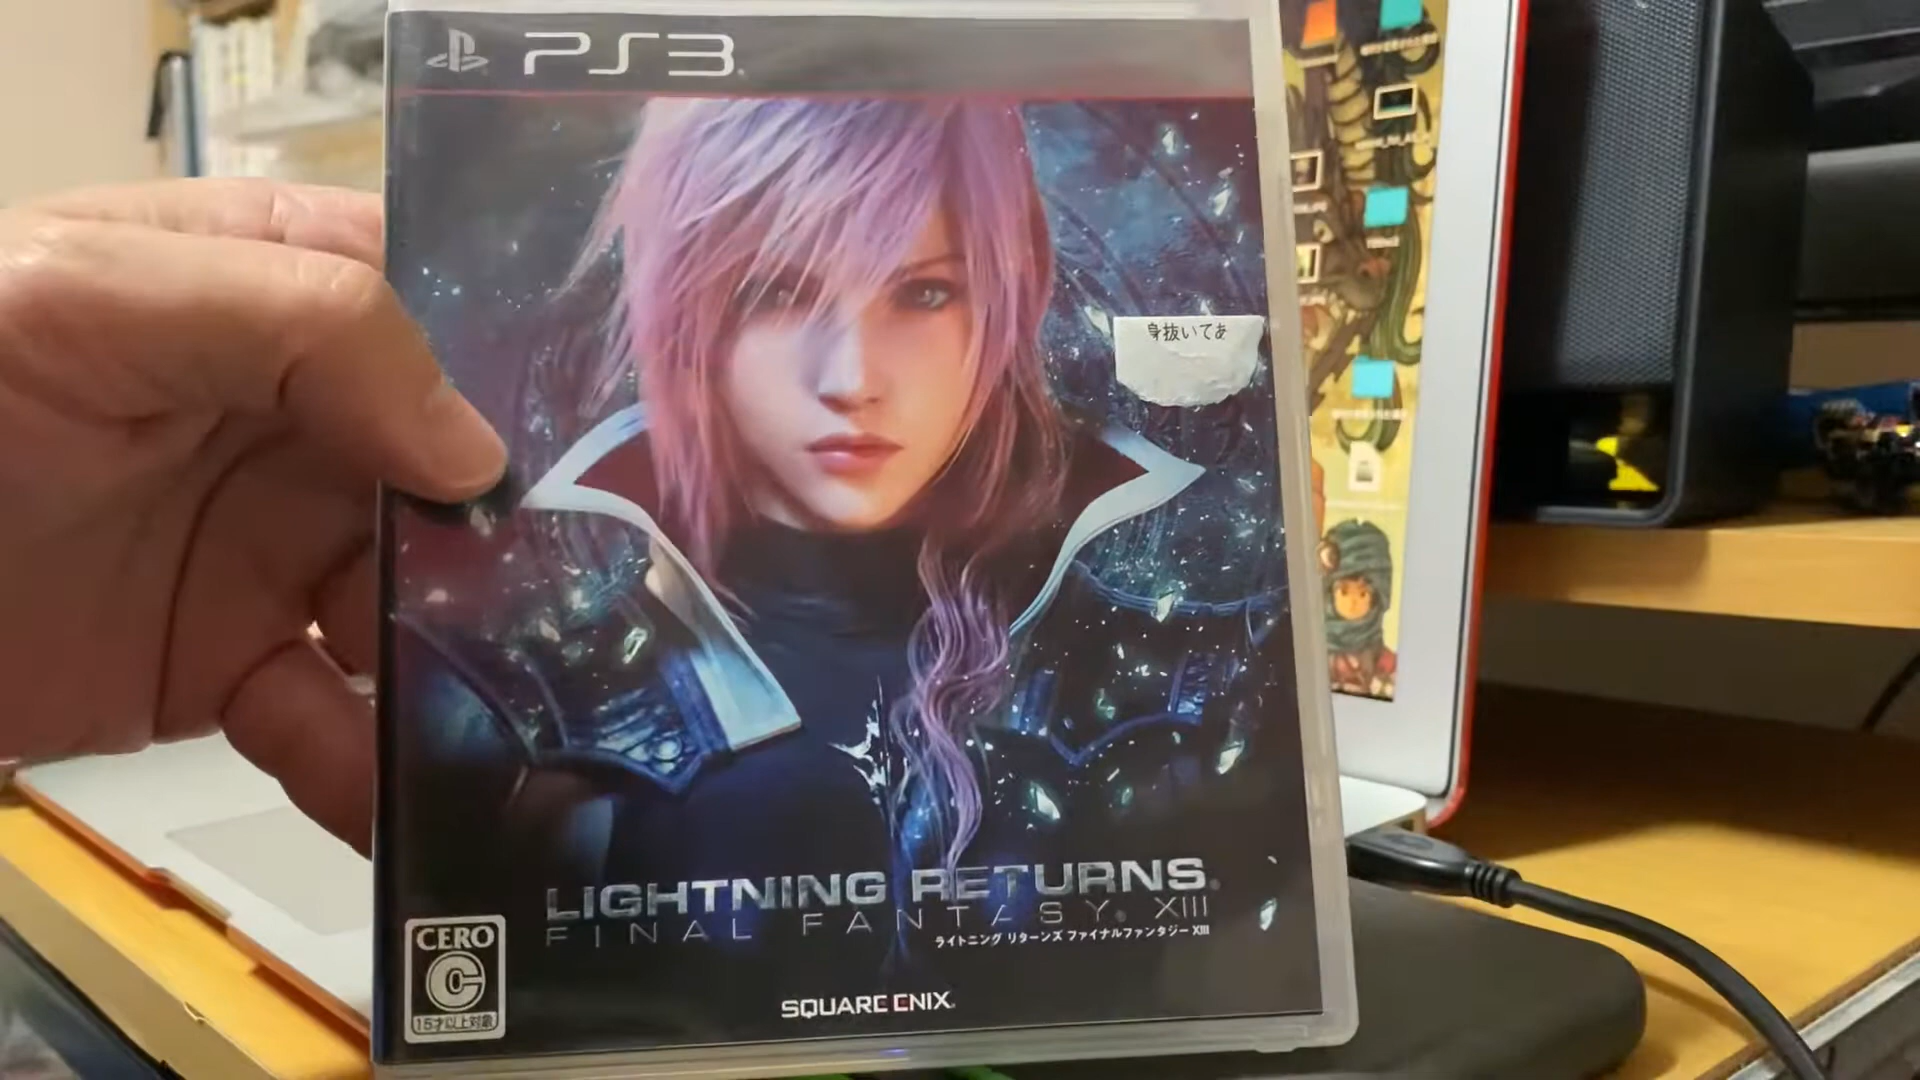 PS3
身抜いてあ
LIGHTNING RETURNS
FINAL FANTASY XIII
ライトニング リターンズ ファイナルファンタジー XIII
CERO
C
15才以上対象
SQUARE ENIX